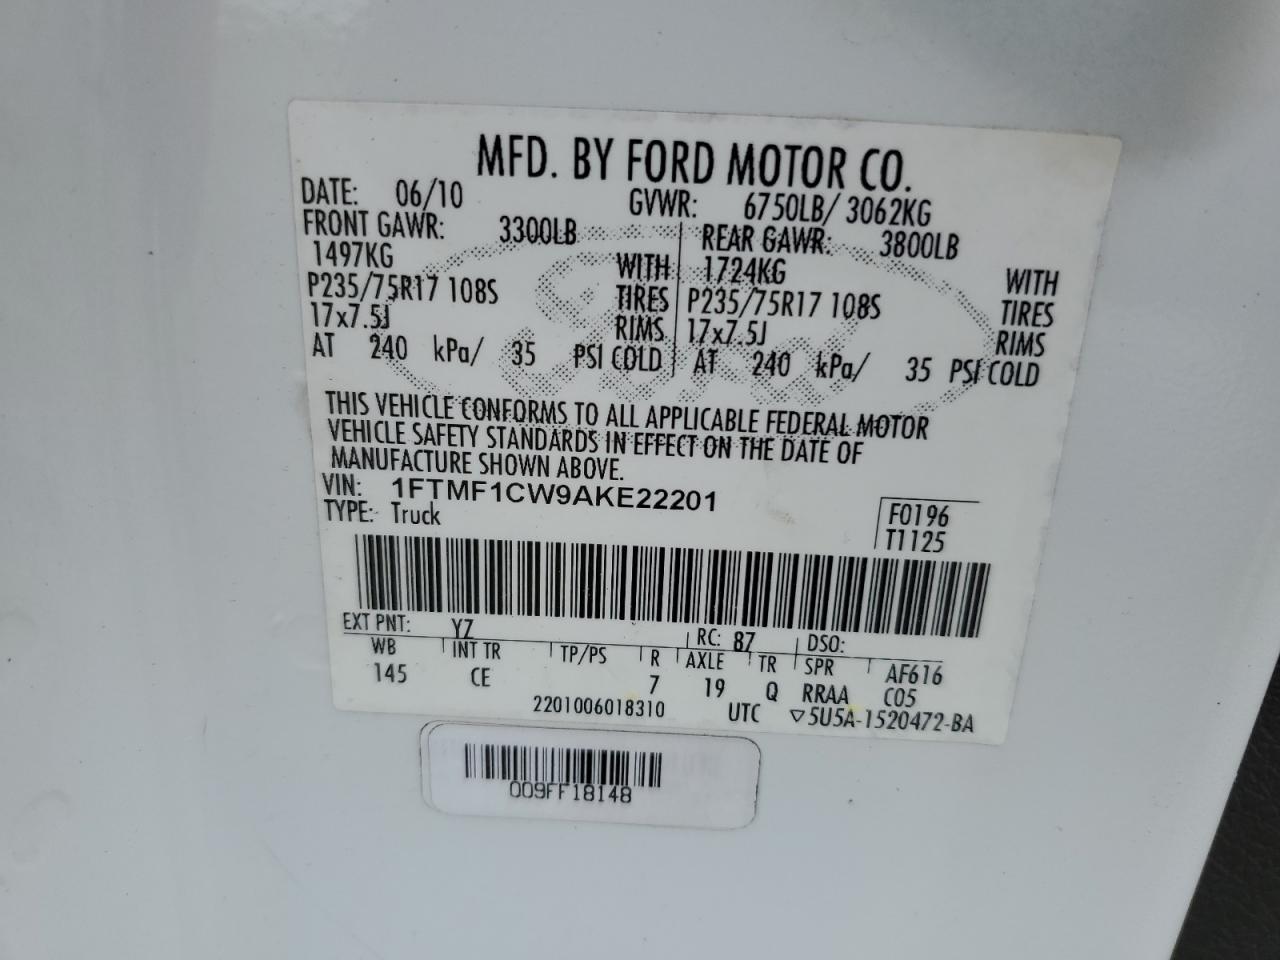 MFD. BY FORD MOTOR CO.
DATE: 06/10 GVWR: 6750LB/ 3062KG
FRONT GAWR: 3300LB REAR GAWR: 3800LB
1497KG WITH 1724KG WITH
P235/75R17 108S TIRES P235/75R17 108S TIRES
17x7.5J RIMS 17x7.5J RIMS
AT 240 kPa/ 35 PSI COLD AT 240 kPa/ 35 PSI COLD
THIS VEHICLE CONFORMS TO ALL APPLICABLE FEDERAL MOTOR
VEHICLE SAFETY STANDARDS IN EFFECT ON THE DATE OF
MANUFACTURE SHOWN ABOVE.
VIN: 1FTMF1CW9AKE22201
TYPE: Truck
F0196
T1125
EXT PNT: YZ RC: 87 DSO:
WB INT TR TP/PS R AXLE TR SPR AF616
145 CE 7 19 Q RRAA C05
2201006018310 UTC ▽5U5A-1520472-BA
009FF18148